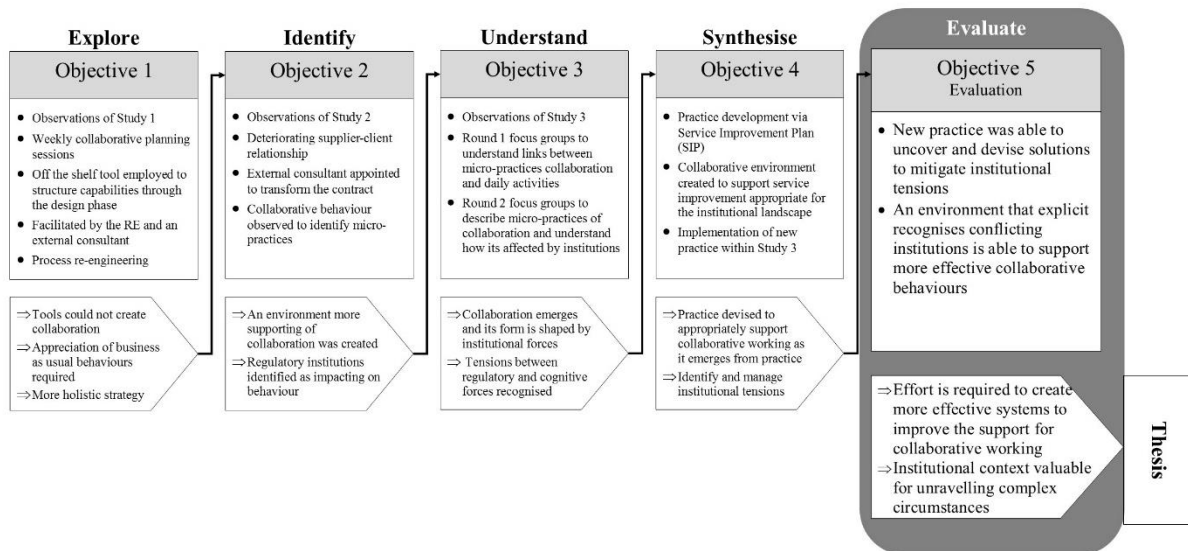 Explore
Objective 1
● Observations of Study 1
● Weekly collaborative planning
sessions
● Off the shelf tool employed to
structure capabilities through
the design phase
● Facilitated by the RE and an
external consultant
● Process re-engineering
⇒Tools could not create
collaboration
⇒Appreciation of business
as usual behaviours
required
⇒More holistic strategy
Identify
Objective 2
● Observations of Study 2
● Deteriorating supplier-client
relationship
● External consultant appointed
to transform the contract
● Collaborative behaviour
observed to identify micro-
practices
⇒An environment more
supporting of
collaboration was created
⇒Regulatory institutions
identified as impacting on
behaviour
Understand
Objective 3
● Observations of Study 3
● Round 1 focus groups to
understand links between
micro-practices collaboration
and daily activities
● Round 2 focus groups to
describe micro-practices of
collaboration and understand
how its affected by institutions
⇒Collaboration emerges
and its form is shaped by
institutional forces
⇒Tensions between
regulatory and cognitive
forces recognised
Synthesise
Objective 4
● Practice development via
Service Improvement Plan
(SIP)
● Collaborative environment
created to support service
improvement appropriate for
the institutional landscape
● Implementation of new
practice within Study 3
⇒Practice devised to
appropriately support
collaborative working as
it emerges from practice
⇒Identify and manage
institutional tensions
Evaluate
Objective 5
Evaluation
● New practice was able to
uncover and devise solutions
to mitigate institutional
tensions
● An environment that explicit
recognises conflicting
institutions is able to support
more effective collaborative
behaviours
⇒Effort is required to create
more effective systems to
improve the support for
collaborative working
⇒Institutional context valuable
for unravelling complex
circumstances
Thesis